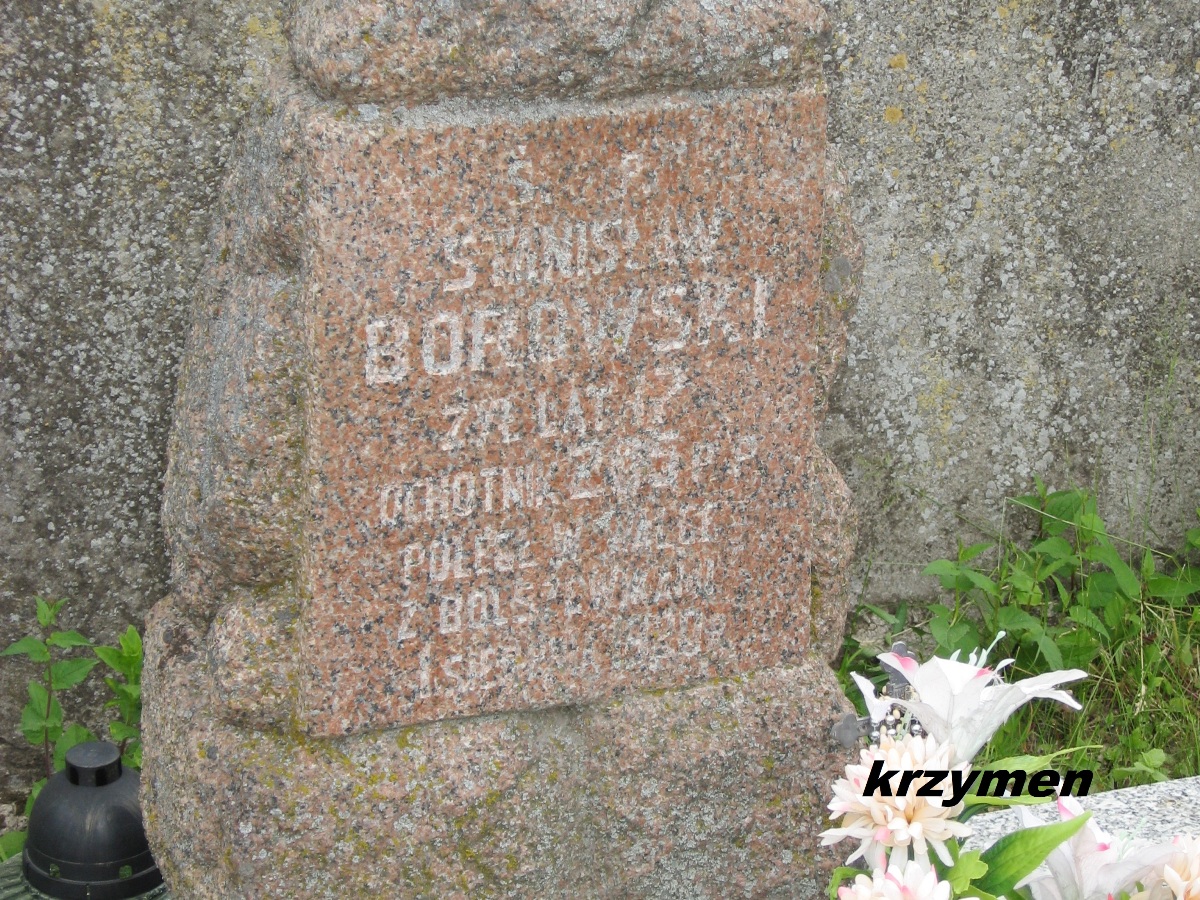 Ś. P.
STANISŁAW
BOROWSKI
ŻYŁ LAT 17
OCHOTNIK 205 P.P.
POLEGŁ W WALCE
Z BOLSZEWIKAMI
1 SIERPNIA 1920 R.
krzymen